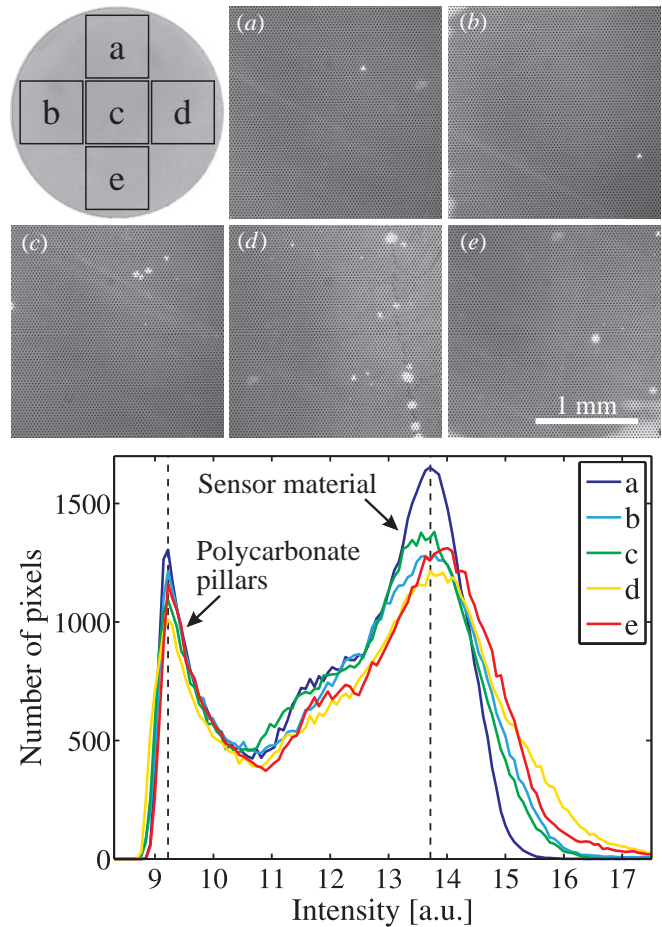 a
b c d
e
(a)
(b)
(c)
(d)
(e)
1 mm
1500
1000
500
0
Number of pixels
Sensor material
Polycarbonate
pillars
a
b
c
d
e
9 10 11 12 13 14 15 16 17
Intensity [a.u.]